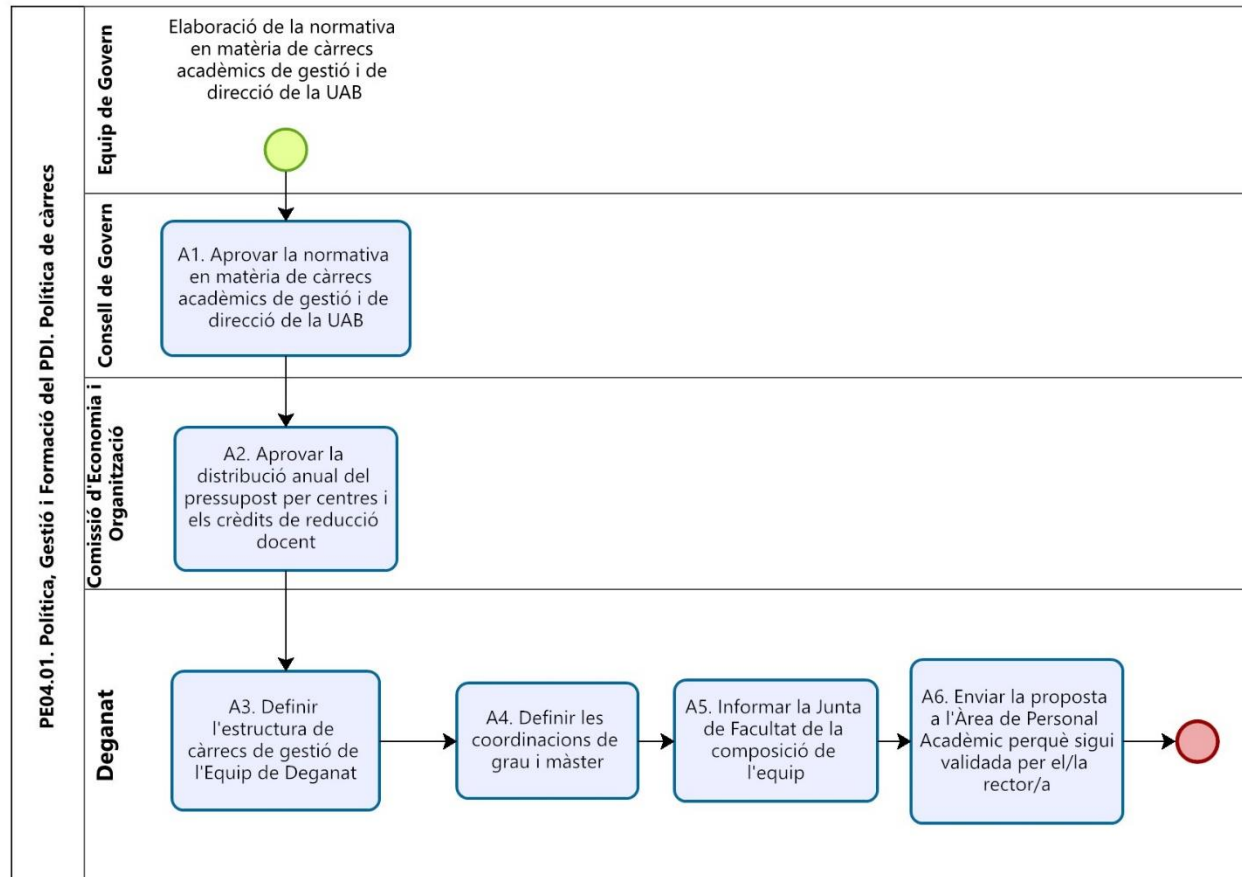 PE04.01. Política, Gestió i Formació del PDI. Política de càrrecs
Equip de Govern
Elaboració de la normativa
en matèria de càrrecs
acadèmics de gestió i de
direcció de la UAB
Consell de Govern
A1. Aprovar la normativa
en matèria de càrrecs
acadèmics de gestió i de
direcció de la UAB
Comissió d'Economia i
Organització
A2. Aprovar la
distribució anual del
pressupost per centres i
els crèdits de reducció
docent
Deganat
A3. Definir
l'estructura de
càrrecs de gestió de
l'Equip de Deganat
A4. Definir les
coordinacions de
grau i màster
A5. Informar la Junta
de Facultat de la
composició de
l'equip
A6. Enviar la proposta
a l'Àrea de Personal
Acadèmic perquè sigui
validada per el/la
rector/a